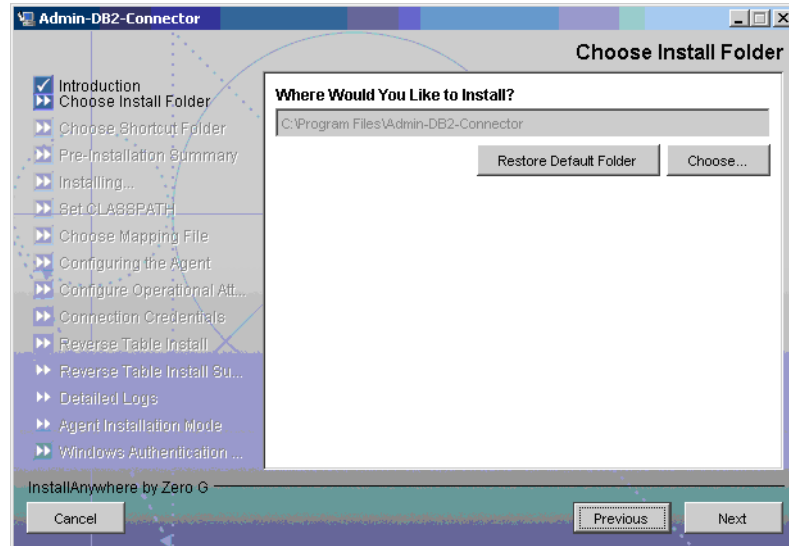 Admin-DB2-Connector
Choose Install Folder
Introduction
Choose Install Folder
Choose Shortcut Folder
Pre-Installation Summary
Installing...
Set CLASSPATH
Choose Mapping File
Configuring the Agent
Configure Operational Att...
Connection Credentials
Reverse Table Install
Reverse Table Install Su...
Detailed Logs
Agent Installation Mode
Windows Authentication ...
Where Would You Like to Install?
C:\Program Files\Admin-DB2-Connector
Restore Default Folder
Choose...
InstallAnywhere by Zero G
Cancel
Previous
Next